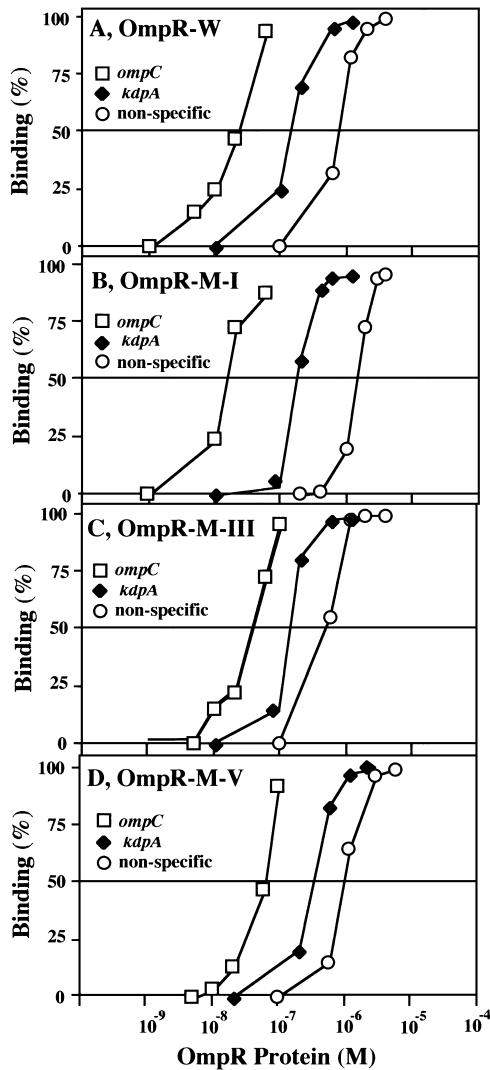 A, OmpR-W
100
ompC
75
kdpA
non-specific
50
25
0
Binding (%)
100
B, OmpR-M-I
ompC
75
kdpA
non-specific
50
25
0
Binding (%)
100
C, OmpR-M-III
ompC
75
kdpA
non-specific
50
25
0
Binding (%)
100
D, OmpR-M-V
ompC
75
kdpA
non-specific
50
25
0
Binding (%)
10-9 10-8 10-7 10-6 10-5 10-4
OmpR Protein (M)